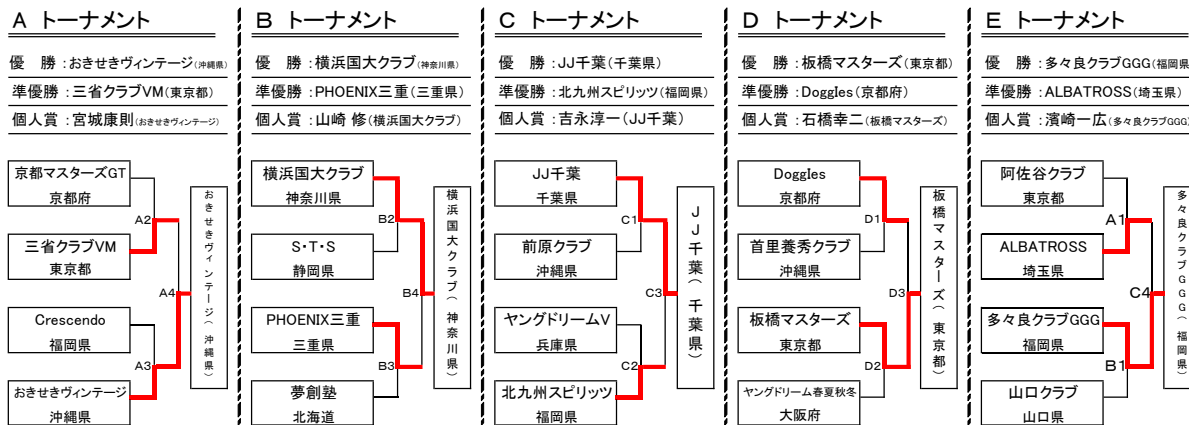 A トーナメント
優 勝 : おきせきヴィンテージ(沖縄県)
準優勝 : 三省クラブVM(東京都)
個人賞 : 宮城康則(おきせきヴィンテージ)
京都マスターズGT
京都府
A2
三省クラブVM
東京都
A4
Crescendo
福岡県
A3
おきせきヴィンテージ
沖縄県
おきせきヴィンテージ(沖縄県)
B トーナメント
優 勝 : 横浜国大クラブ(神奈川県)
準優勝 : PHOENIX三重(三重県)
個人賞 : 山崎 修(横浜国大クラブ)
横浜国大クラブ
神奈川県
B2
S・T・S
静岡県
B4
PHOENIX三重
三重県
B3
夢創塾
北海道
横浜国大クラブ(神奈川県)
C トーナメント
優 勝 : JJ千葉(千葉県)
準優勝 : 北九州スピリッツ(福岡県)
個人賞 : 吉永淳一(JJ千葉)
JJ千葉
千葉県
C1
前原クラブ
沖縄県
C3
ヤングドリームV
兵庫県
C2
北九州スピリッツ
福岡県
JJ千葉(千葉県)
D トーナメント
優 勝 : 板橋マスターズ(東京都)
準優勝 : DoggIes(京都府)
個人賞 : 石橋幸二(板橋マスターズ)
DoggIes
京都府
D1
首里養秀クラブ
沖縄県
D3
板橋マスターズ
東京都
D2
ヤングドリーム春夏秋冬
大阪府
板橋マスターズ(東京都)
E トーナメント
優 勝 : 多々良クラブGGG(福岡県
準優勝 : ALBATROSS(埼玉県)
個人賞 : 濱崎一広(多々良クラブGGG)
阿佐谷クラブ
東京都
A1
ALBATROSS
埼玉県
C4
多々良クラブGGG
福岡県
B1
山口クラブ
山口県
多々良クラブGGG(福岡県)